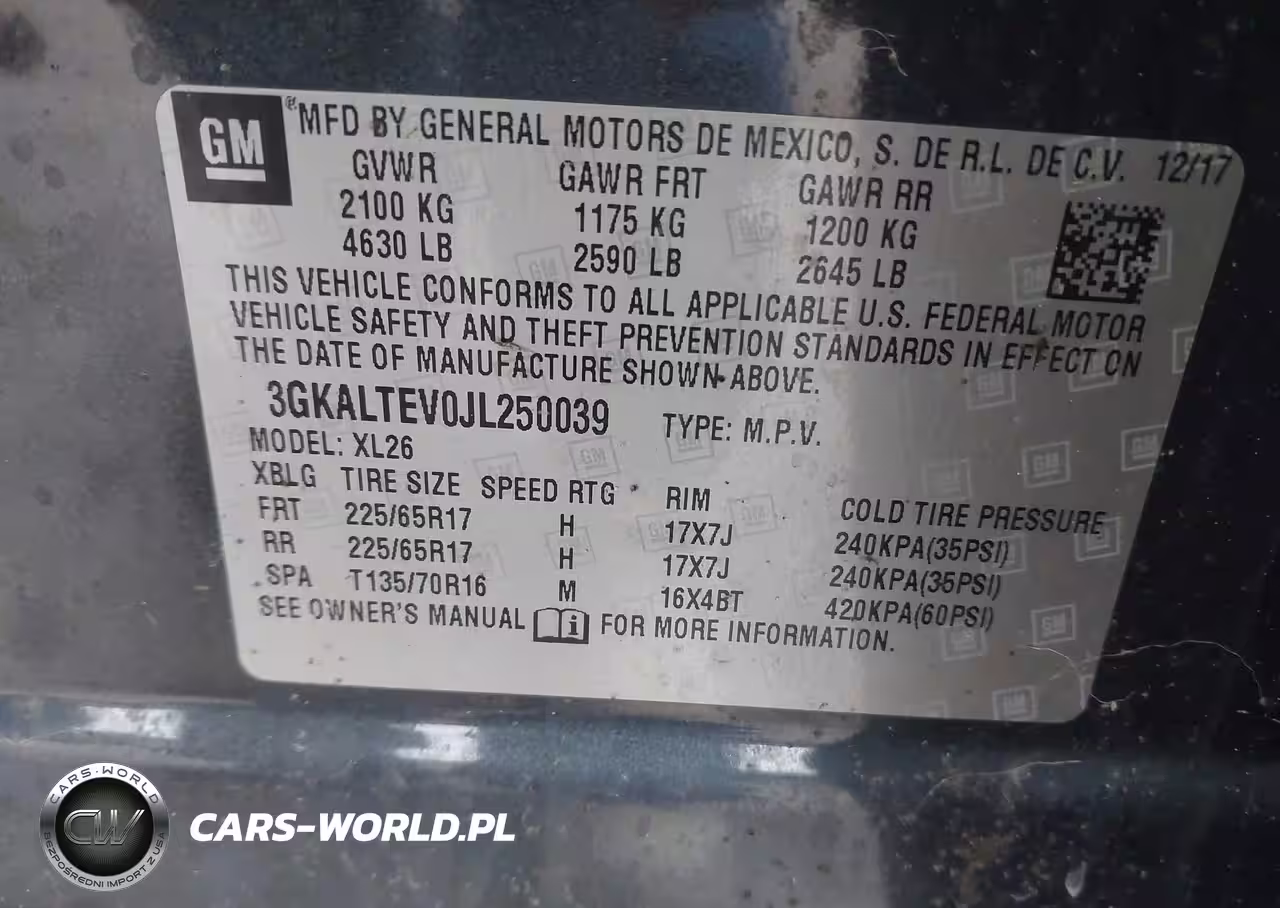 GM ® MFD BY GENERAL MOTORS DE MEXICO, S. DE R.L. DE C.V. 12/17
GVWR GAWR FRT GAWR RR
2100 KG 1175 KG 1200 KG
4630 LB 2590 LB 2645 LB
THIS VEHICLE CONFORMS TO ALL APPLICABLE U.S. FEDERAL MOTOR
VEHICLE SAFETY AND THEFT PREVENTION STANDARDS IN EFFECT ON
THE DATE OF MANUFACTURE SHOWN ABOVE.
3GKALTEV0JL250039 TYPE: M.P.V.
MODEL: XL26
XBLG TIRE SIZE SPEED RTG RIM COLD TIRE PRESSURE
FRT 225/65R17 H 17X7J 240KPA(35PSI)
RR 225/65R17 H 17X7J 240KPA(35PSI)
SPA T135/70R16 M 16X4BT 420KPA(60PSI)
SEE OWNER'S MANUAL i FOR MORE INFORMATION.
CARS-WORLD
CW
BEZPOŚREDNI IMPORT Z USA
CARS-WORLD.PL